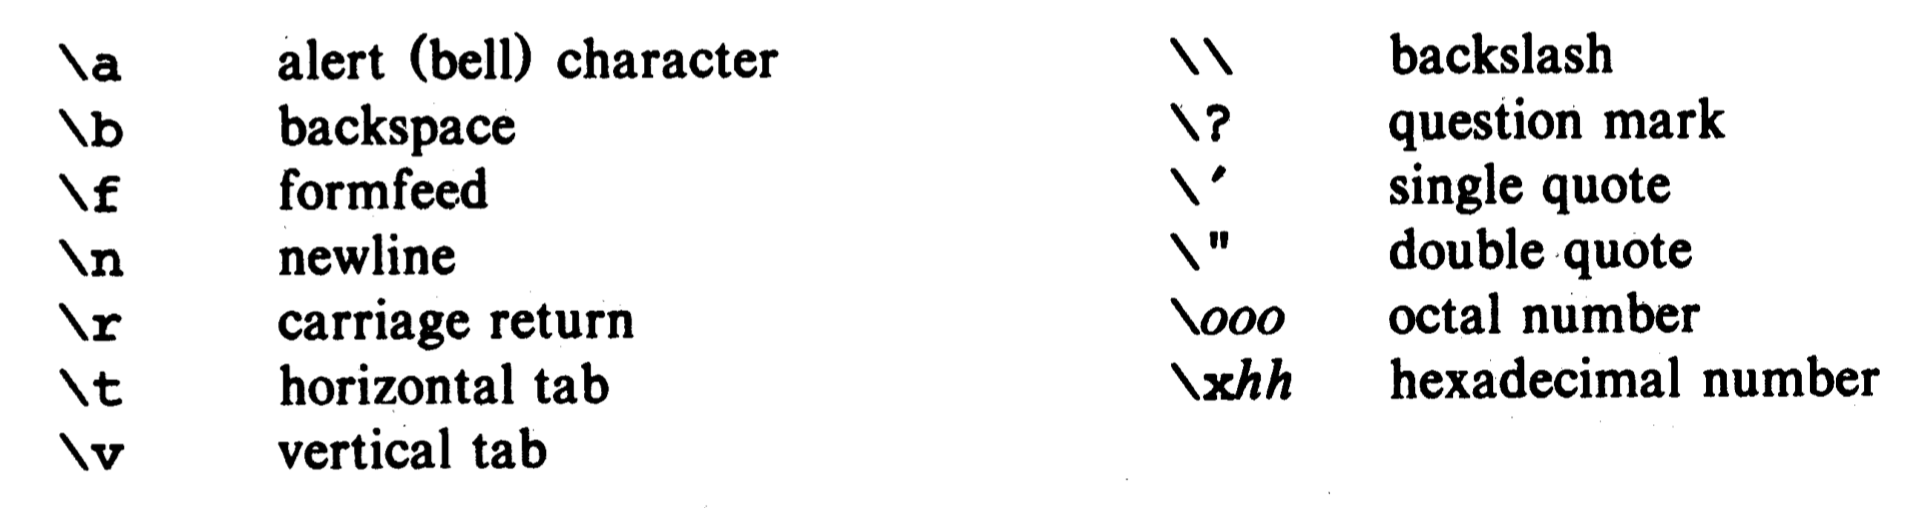 \a alert (bell) character
\b backspace
\f formfeed
\n newline
\r carriage return
\t horizontal tab
\v vertical tab
\\ backslash
\? question mark
\' single quote
\" double quote
\ooo octal number
\xhh hexadecimal number